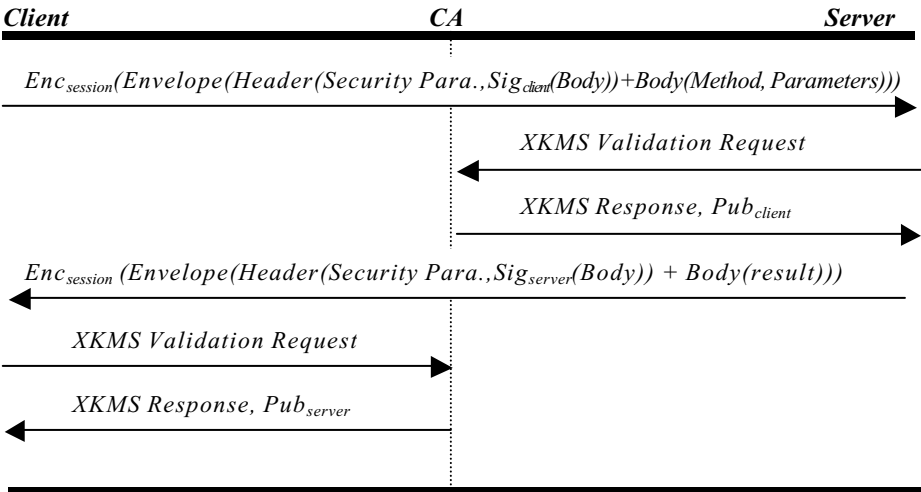 Client CA Server
Enc_session(Envelope(Header(Security Para.,Sig_client(Body))+Body(Method, Parameters)))
XKMS Validation Request
XKMS Response, Pub_client
Enc_session (Envelope(Header(Security Para.,Sig_server(Body)) + Body(result)))
XKMS Validation Request
XKMS Response, Pub_server